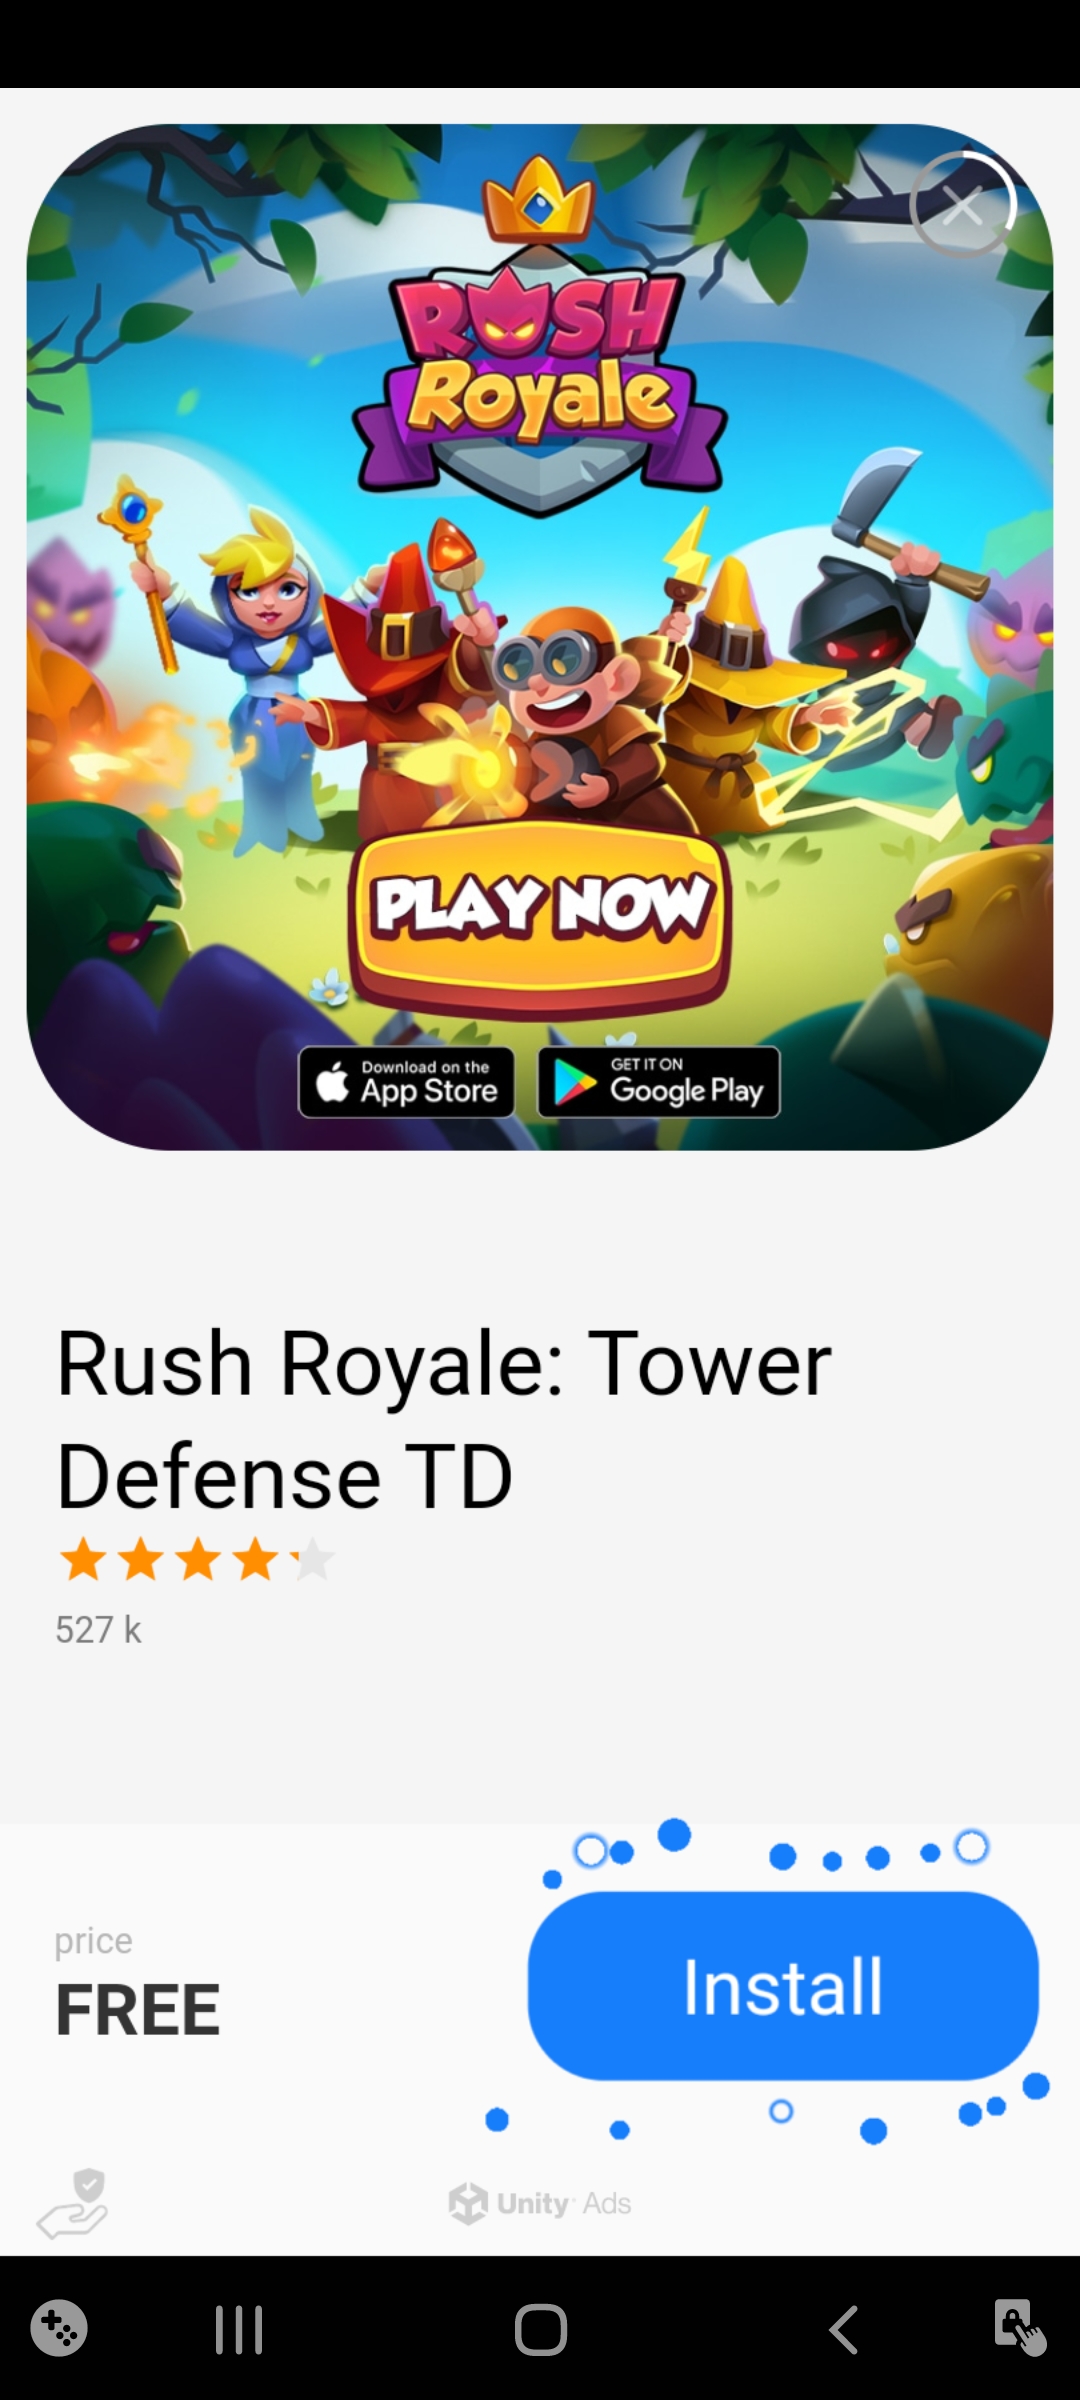 RUSH
Royale
PLAY NOW
Download on the
App Store
GET IT ON
Google Play
Rush Royale: Tower
Defense TD
527 k
price
FREE
Install
Unity Ads